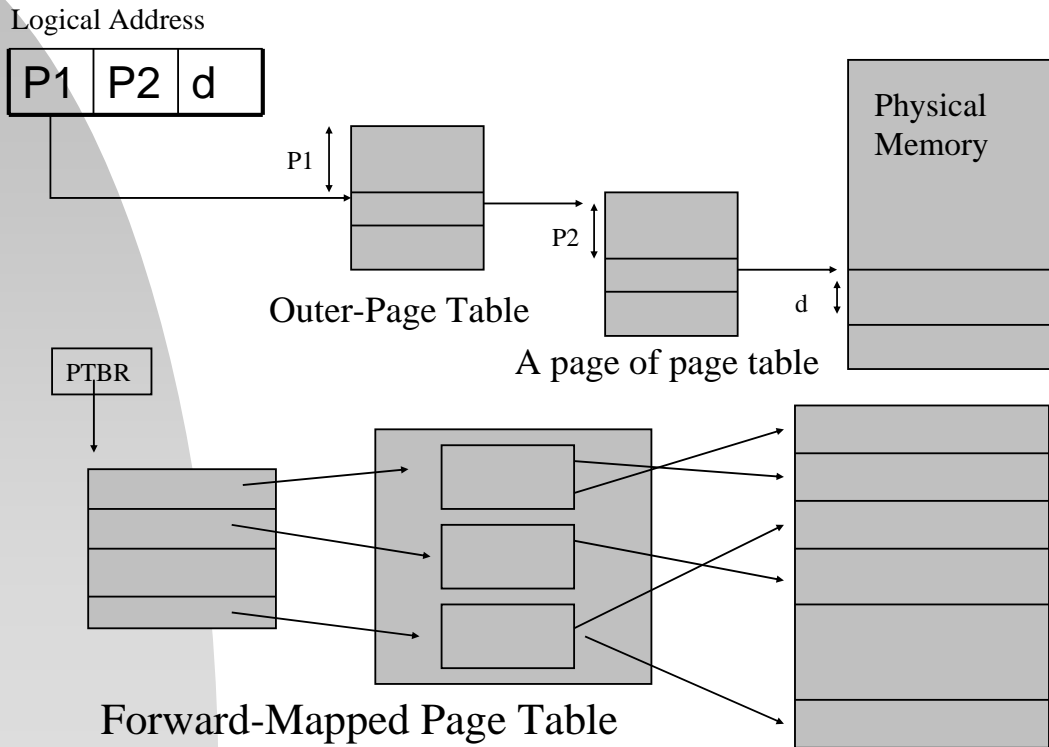 Logical Address
P1 P2 d
P1
Physical
Memory
P2
d
Outer-Page Table
A page of page table
PTBR
Forward-Mapped Page Table